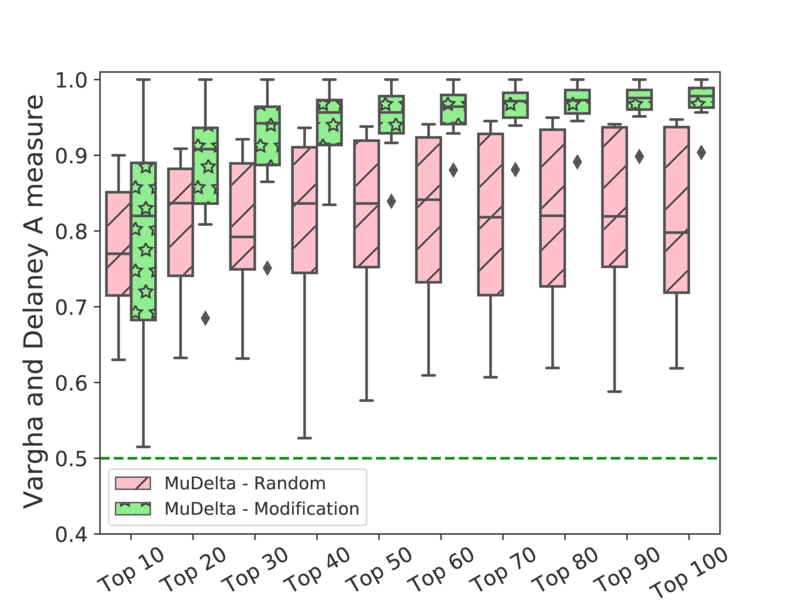 Vargha and Delaney A measure
1.0
0.9
0.8
0.7
0.6
0.5
0.4
MuDelta - Random
MuDelta - Modification
Top 10
Top 20
Top 30
Top 40
Top 50
Top 60
Top 70
Top 80
Top 90
Top 100